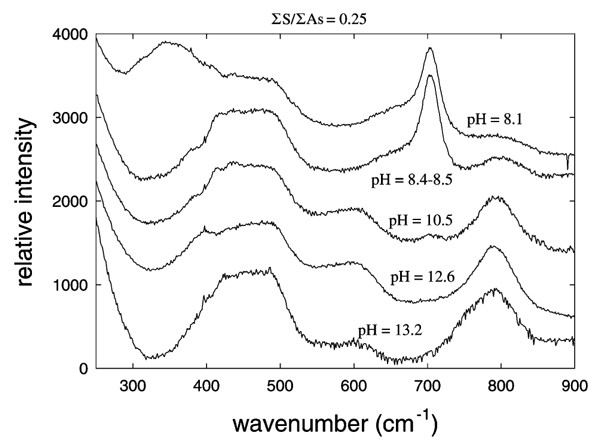 ΣS/ΣAs = 0.25
4000
3000
2000
1000
0
relative intensity
pH = 8.1
pH = 8.4-8.5
pH = 10.5
pH = 12.6
pH = 13.2
300 400 500 600 700 800 900
wavenumber (cm⁻¹)